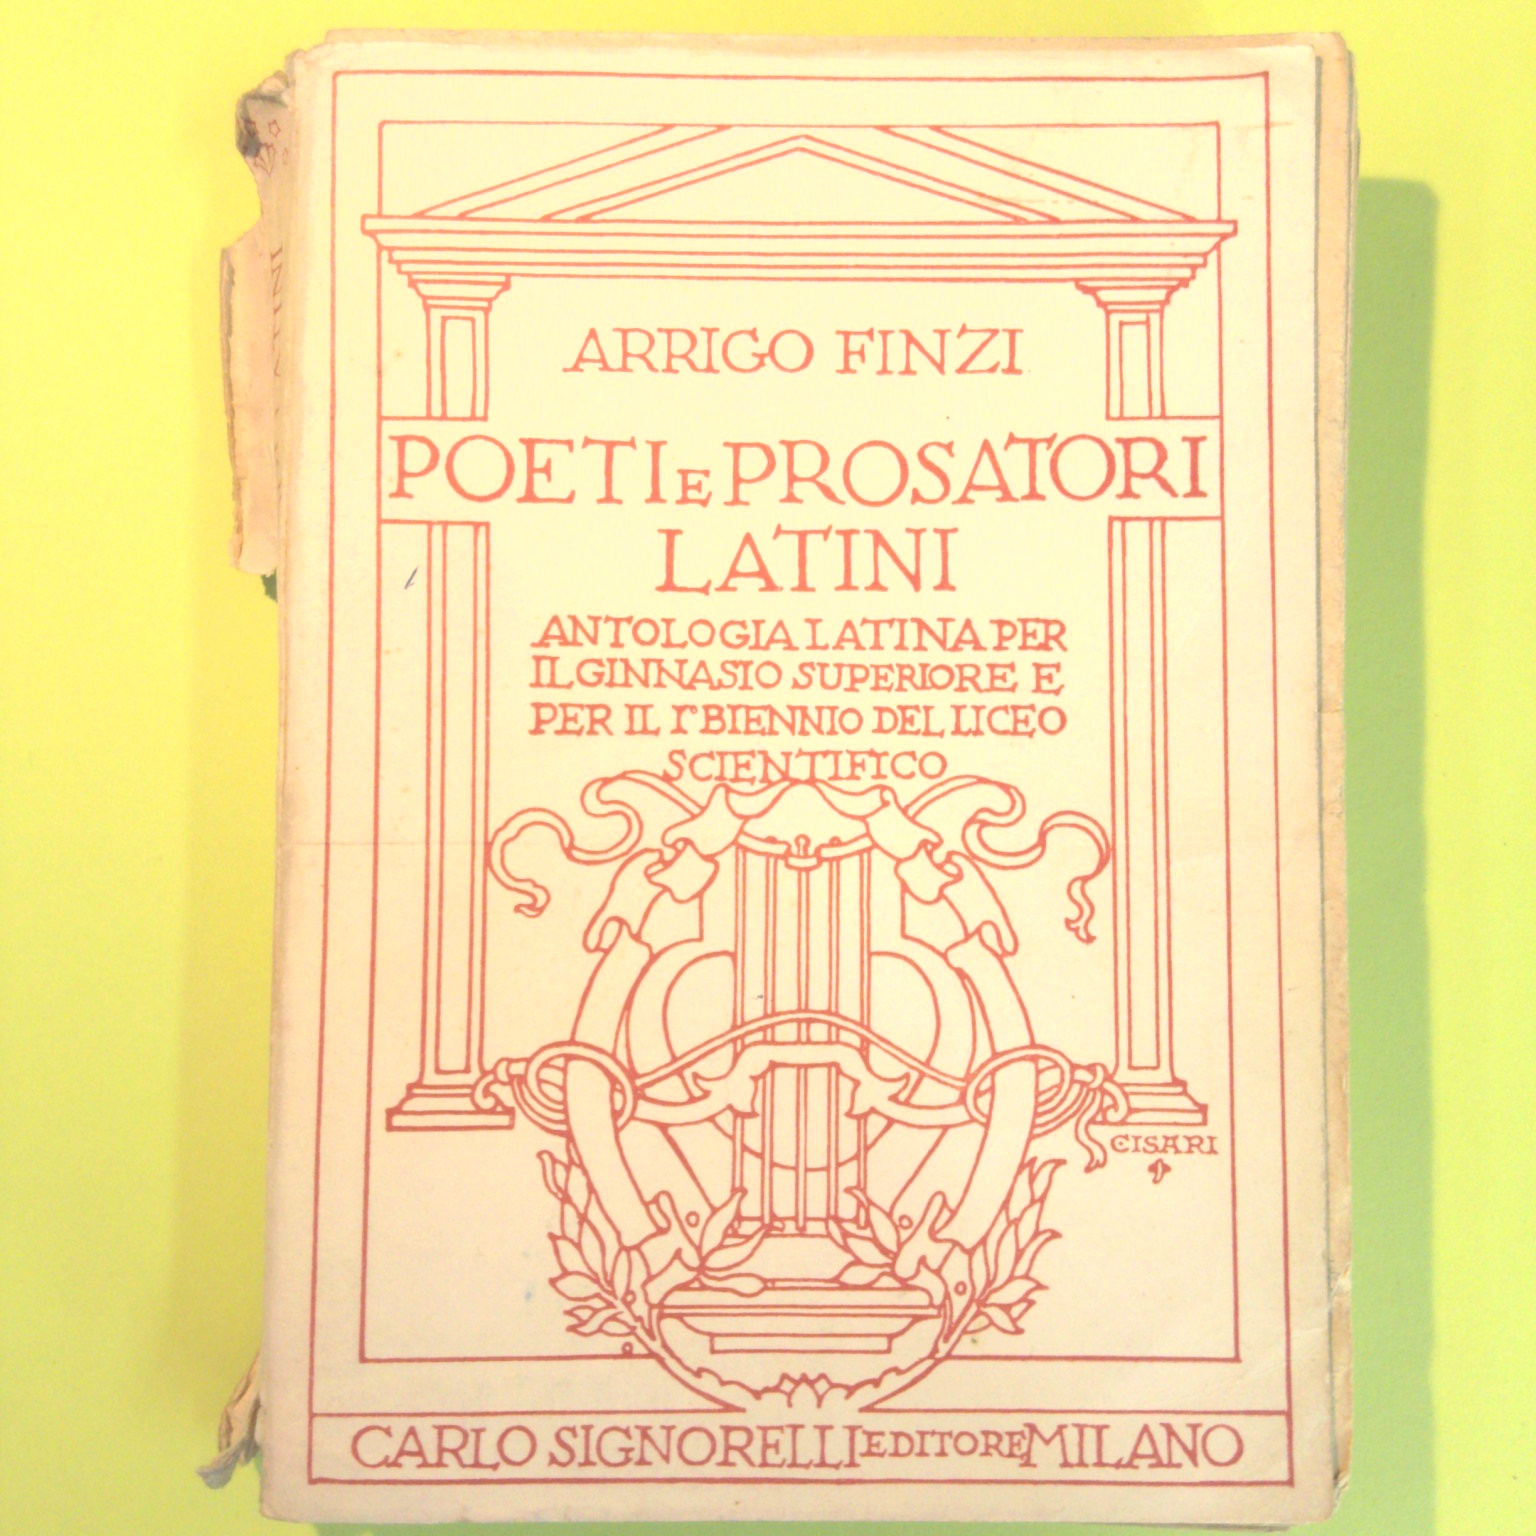 ARRIGO FINZI
POETI E PROSATORI
LATINI
ANTOLOGIA LATINA PER
IL GINNASIO SUPERIORE E
PER IL 1° BIENNIO DEL LICEO
SCIENTIFICO
CISARI
CARLO SIGNORELLI EDITORE MILANO